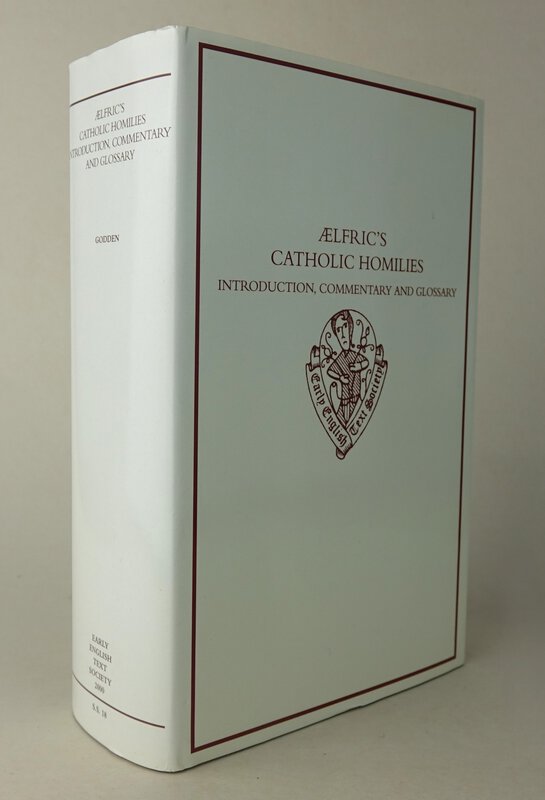 ÆLFRIC'S
CATHOLIC HOMILIES
INTRODUCTION, COMMENTARY
AND GLOSSARY
GODDEN
EARLY
ENGLISH
TEXT
SOCIETY
2000
S.S. 18
ÆLFRIC'S
CATHOLIC HOMILIES
INTRODUCTION, COMMENTARY AND GLOSSARY
Early English
Text Society